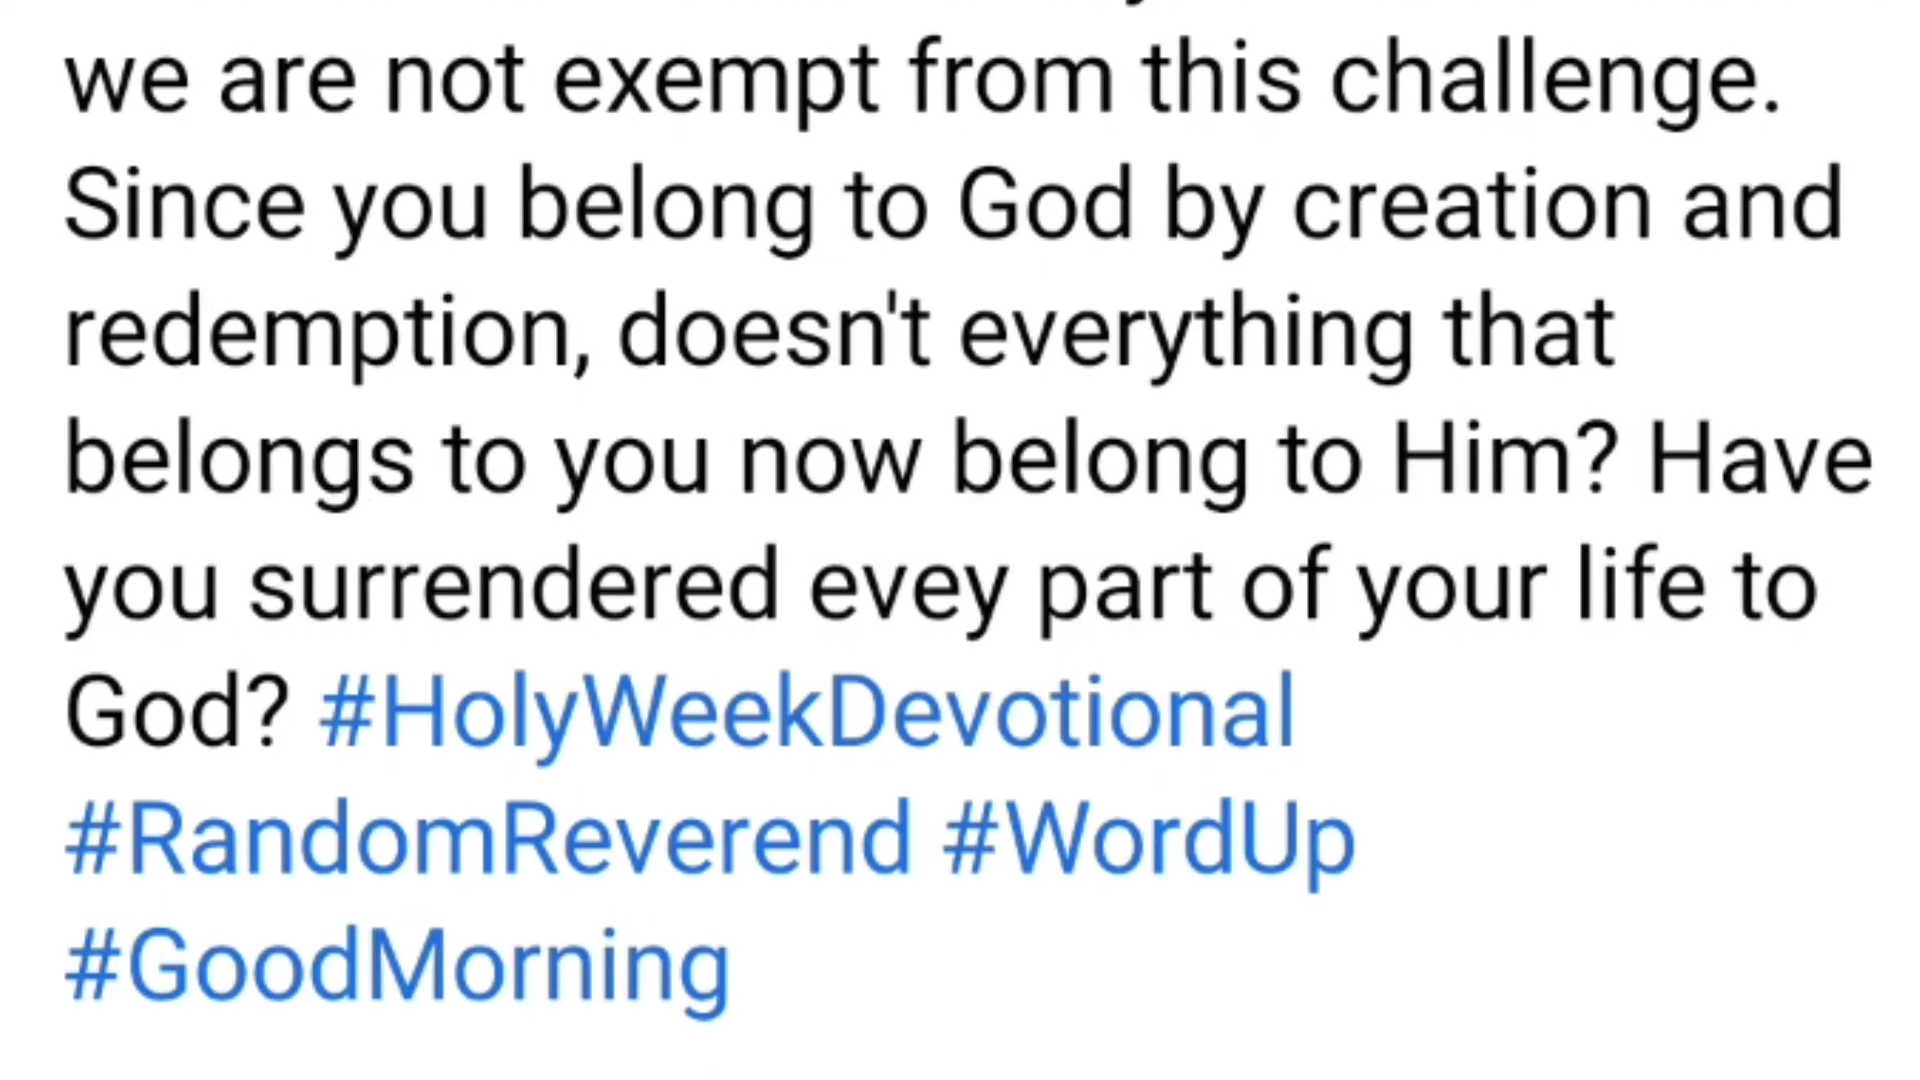 we are not exempt from this challenge.
Since you belong to God by creation and
redemption, doesn't everything that
belongs to you now belong to Him? Have
you surrendered evey part of your life to
God? #HolyWeekDevotional
#RandomReverend #WordUp
#GoodMorning